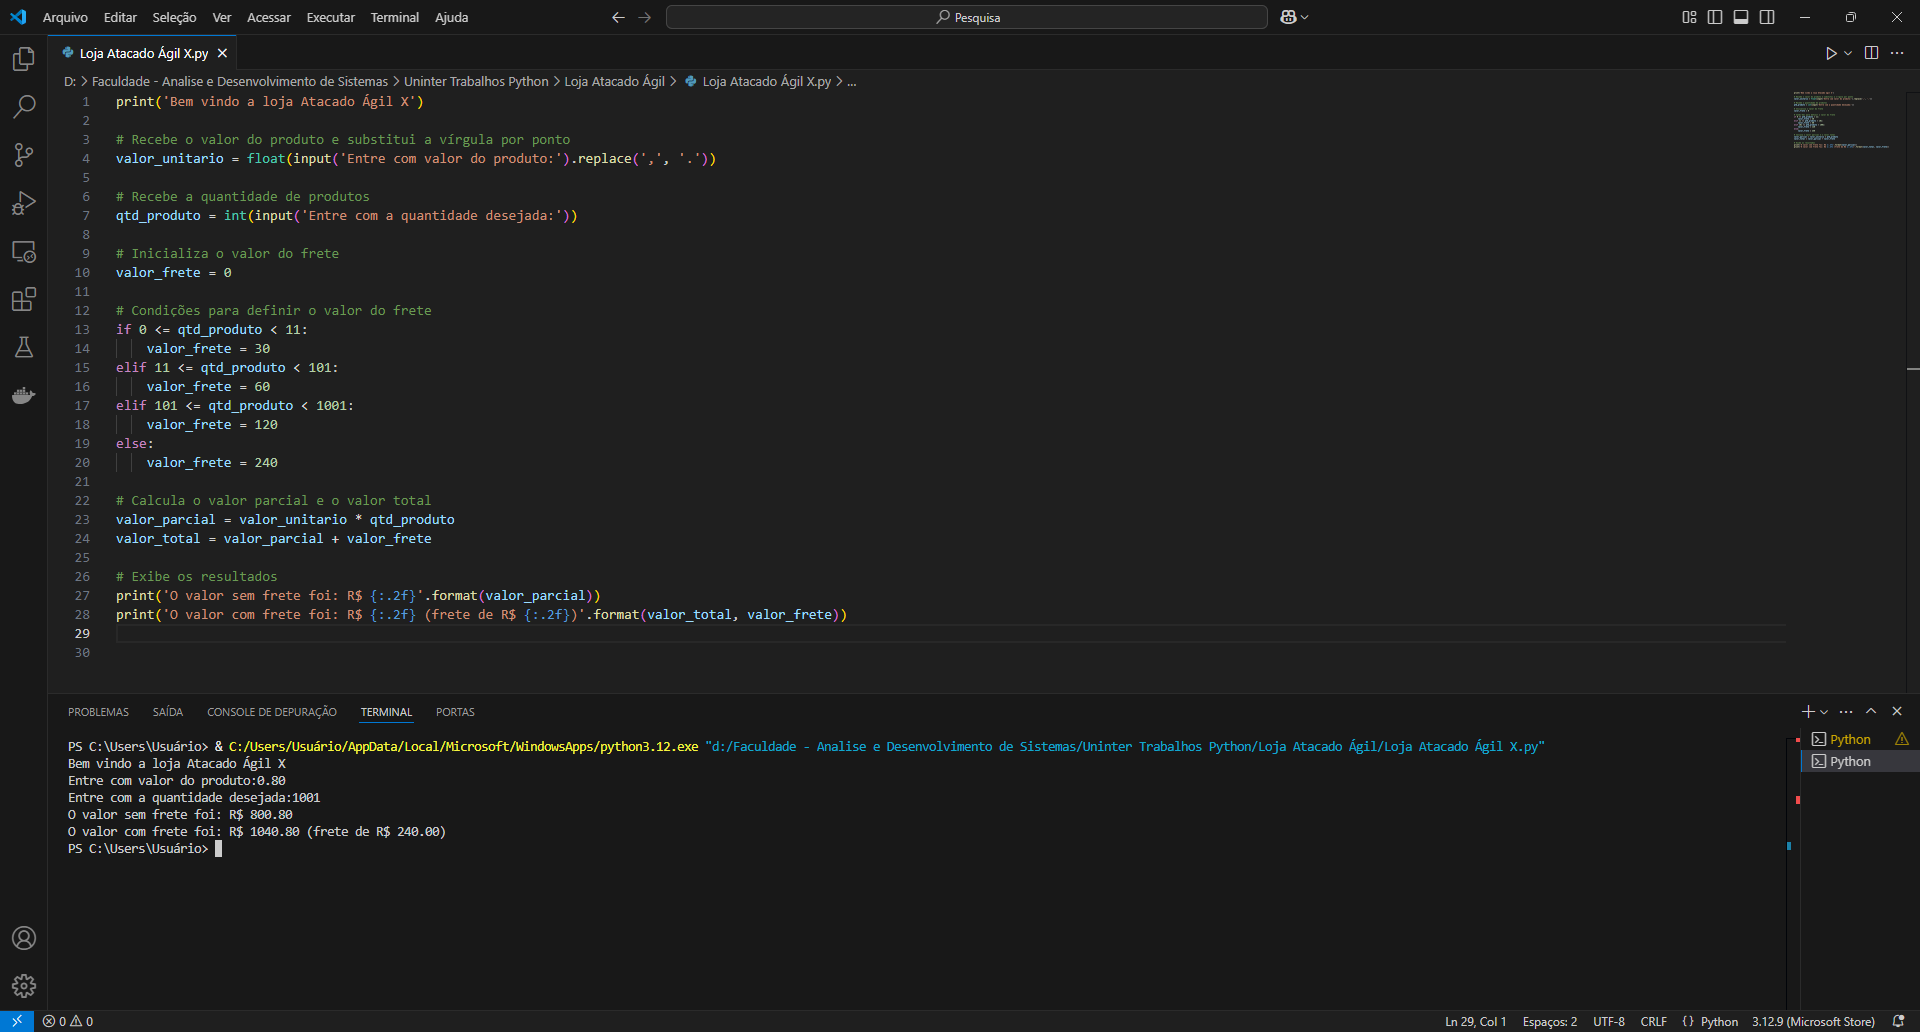 Arquivo Editar Seleção Ver Acessar Executar Terminal Ajuda
Pesquisa
Loja Atacado Ágil X.py
D: > Faculdade - Analise e Desenvolvimento de Sistemas > Uninter Trabalhos Python > Loja Atacado Ágil > Loja Atacado Ágil X.py > ...
1 print('Bem vindo a loja Atacado Ágil X')
2
3 # Recebe o valor do produto e substitui a vírgula por ponto
4 valor_unitario = float(input('Entre com valor do produto:').replace(',', '.'))
5
6 # Recebe a quantidade de produtos
7 qtd_produto = int(input('Entre com a quantidade desejada:'))
8
9 # Inicializa o valor do frete
10 valor_frete = 0
11
12 # Condições para definir o valor do frete
13 if 0 <= qtd_produto < 11:
14     valor_frete = 30
15 elif 11 <= qtd_produto < 101:
16     valor_frete = 60
17 elif 101 <= qtd_produto < 1001:
18     valor_frete = 120
19 else:
20     valor_frete = 240
21
22 # Calcula o valor parcial e o valor total
23 valor_parcial = valor_unitario * qtd_produto
24 valor_total = valor_parcial + valor_frete
25
26 # Exibe os resultados
27 print('O valor sem frete foi: R$ {:.2f}'.format(valor_parcial))
28 print('O valor com frete foi: R$ {:.2f} (frete de R$ {:.2f})'.format(valor_total, valor_frete))
29
30
PROBLEMAS SAÍDA CONSOLE DE DEPURAÇÃO TERMINAL PORTAS
PS C:\Users\Usuário> & C:/Users/Usuário/AppData/Local/Microsoft/WindowsApps/python3.12.exe "d:/Faculdade - Analise e Desenvolvimento de Sistemas/Uninter Trabalhos Python/Loja Atacado Ágil/Loja Atacado Ágil X.py"
Bem vindo a loja Atacado Ágil X
Entre com valor do produto:0.80
Entre com a quantidade desejada:1001
O valor sem frete foi: R$ 800.80
O valor com frete foi: R$ 1040.80 (frete de R$ 240.00)
PS C:\Users\Usuário>
Python
Python
0 0
Ln 29, Col 1 Espaços: 2 UTF-8 CRLF {} Python 3.12.9 (Microsoft Store)